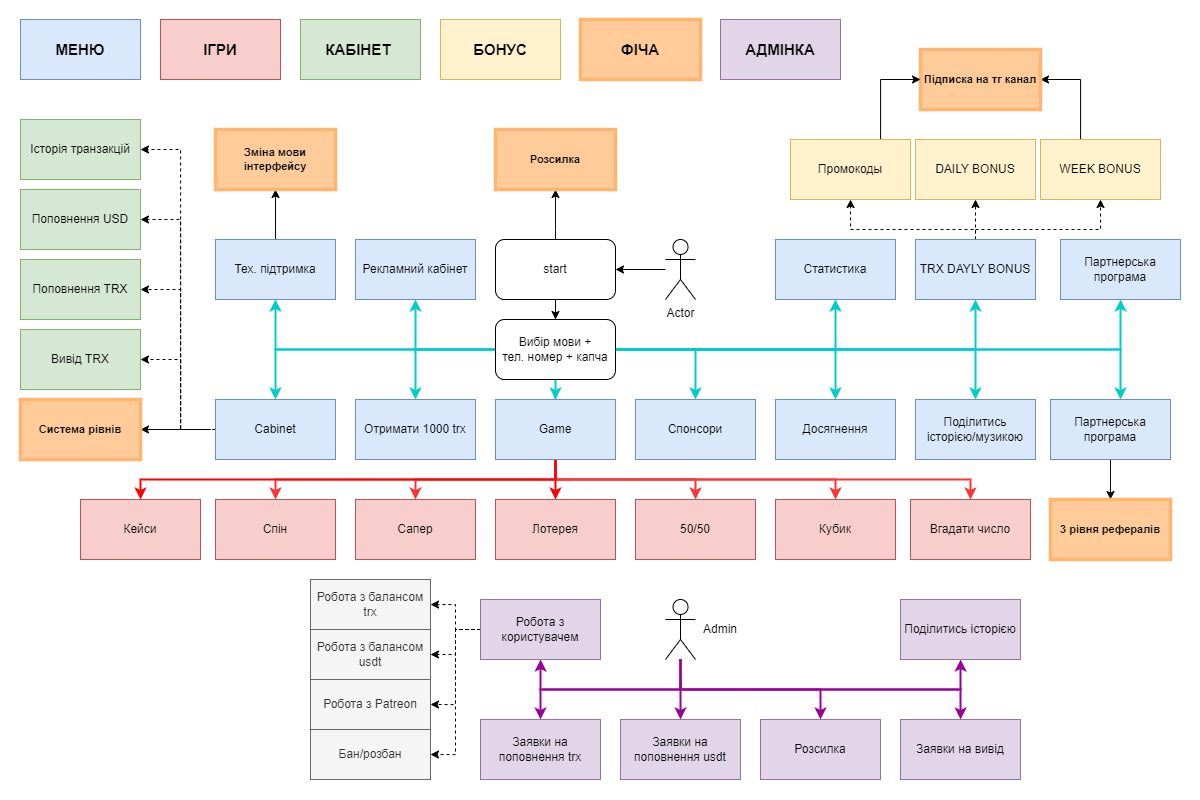 МЕНЮ
ІГРИ
КАБІНЕТ
БОНУС
ФІЧА
АДМІНКА
Підписка на тг канал
Історія транзакцій
Зміна мови
інтерфейсу
Розсилка
Промокоды
DAILY BONUS
WEEK BONUS
Поповнення USD
Тех. підтримка
Рекламний кабінет
start
Actor
Статистика
TRX DAYLY BONUS
Партнерська
програма
Поповнення TRX
Вивід TRX
Вибір мови +
тел. номер + капча
Система рівнів
Cabinet
Отримати 1000 trx
Game
Спонсори
Досягнення
Поділитись
історією/музикою
Партнерська
програма
Кейси
Спін
Сапер
Лотерея
50/50
Кубик
Вгадати число
3 рівня рефералів
Робота з балансом
trx
Робота з балансом
usdt
Робота з Patreon
Бан/розбан
Робота з
користувачем
Admin
Поділитись історією
Заявки на
поповнення trx
Заявки на
поповнення usdt
Розсилка
Заявки на вивід